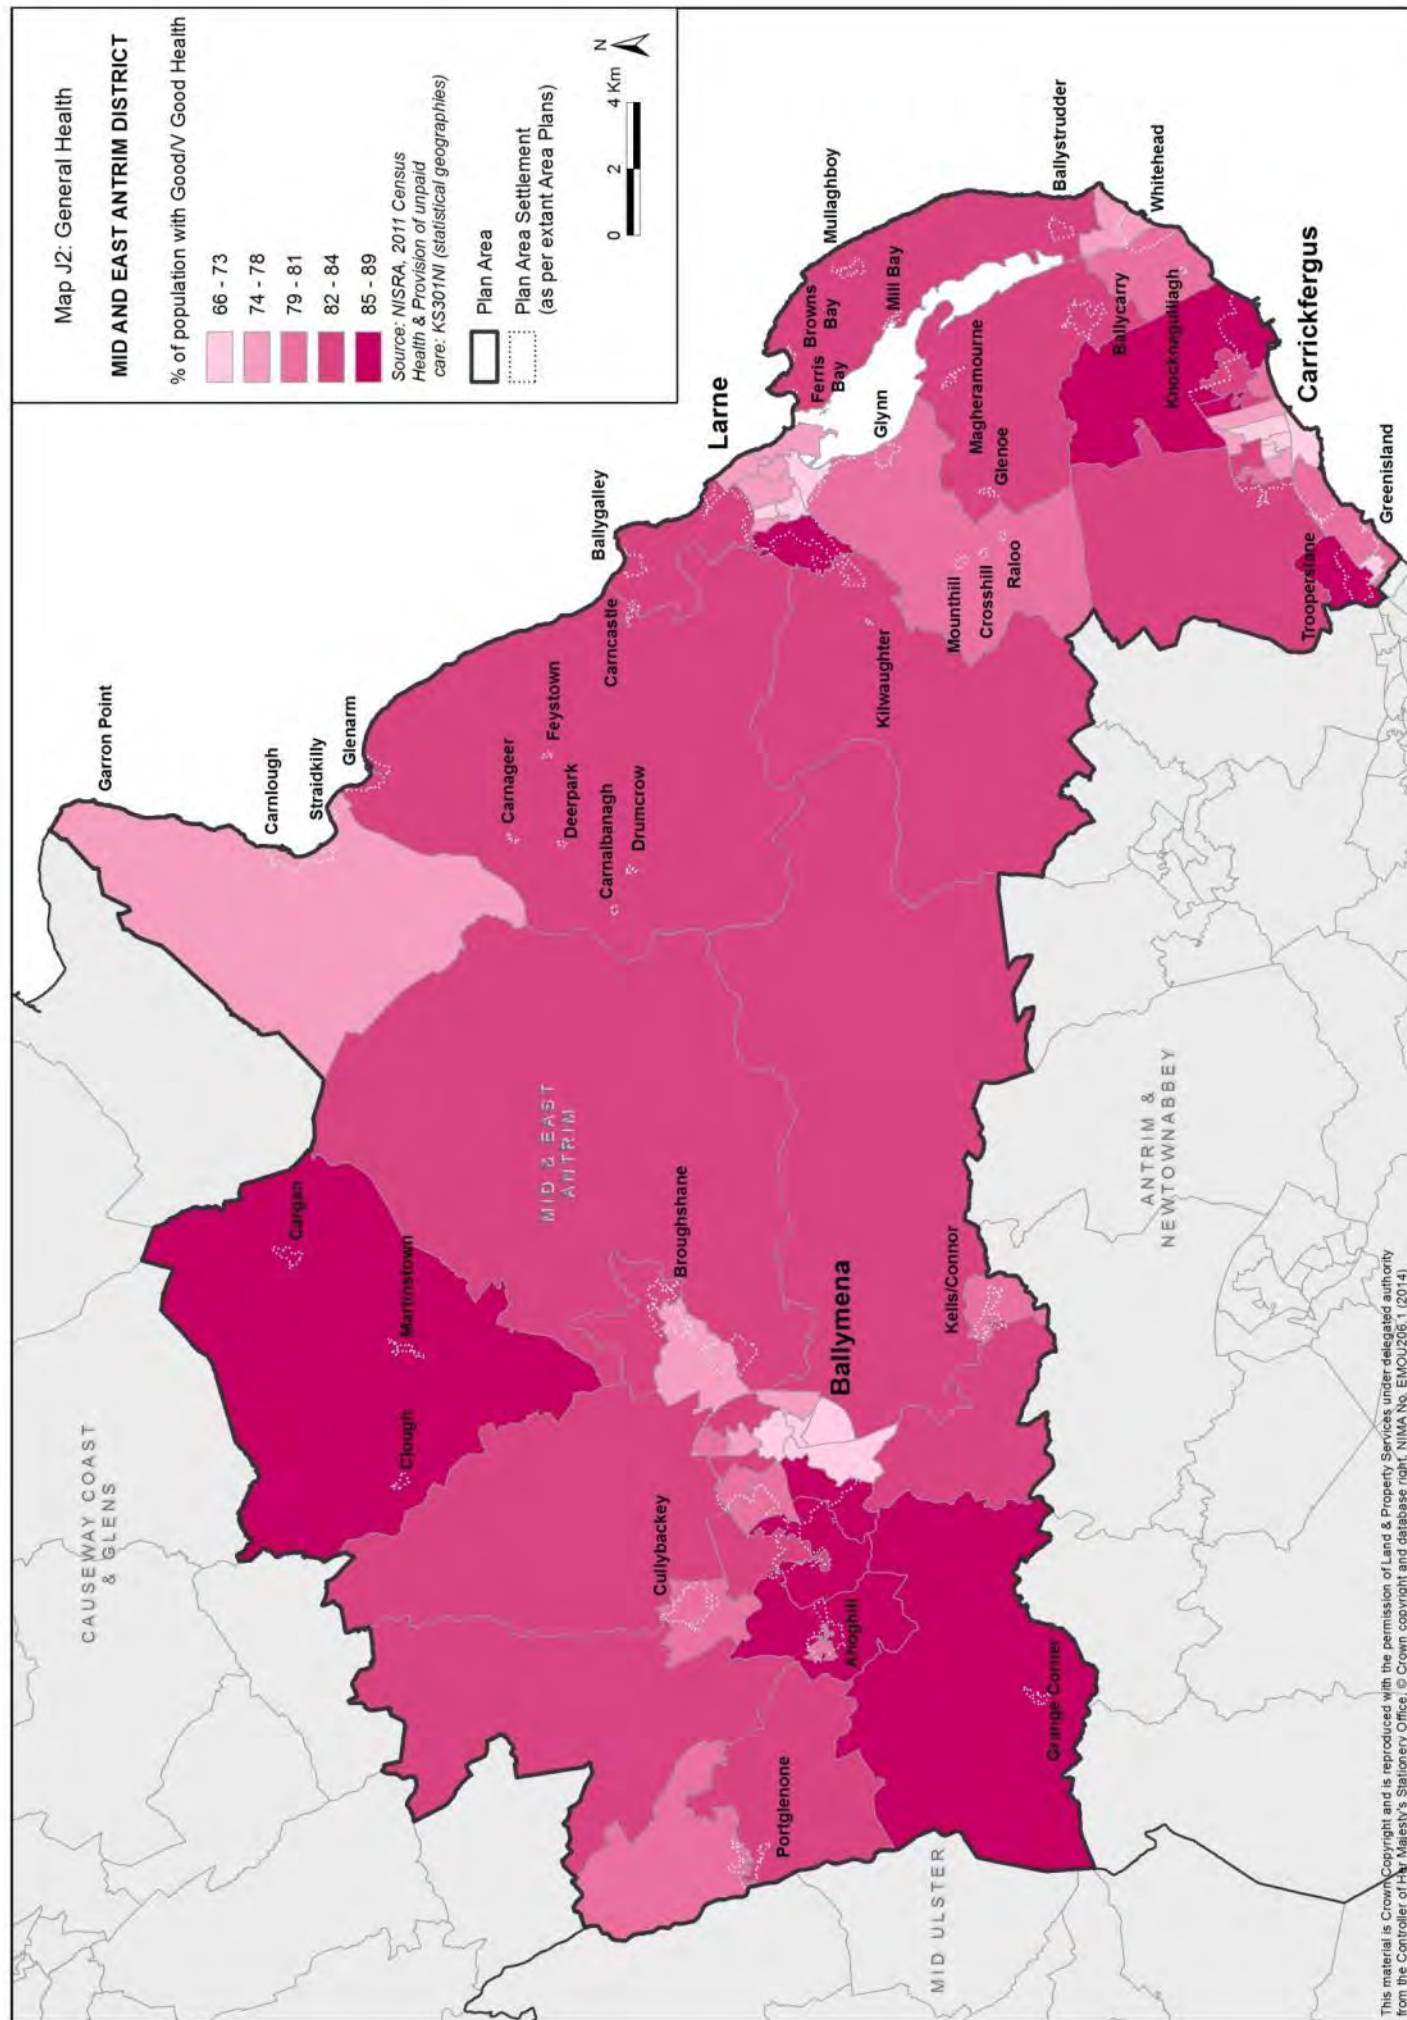 Map J2: General Health
MID AND EAST ANTRIM DISTRICT
% of population with Good/V Good Health
66 - 73
74 - 78
79 - 81
82 - 84
85 - 89
Source: NISRA, 2011 Census
Health & Provision of unpaid
care: KS301NI (statistical geographies)
Plan Area
Plan Area Settlement
(as per extant Area Plans)
0 2 4 Km
N
CAUSEWAY COAST
& GLENS
Garron Point
Carnlough
Straidkilly
Glenarm
Cargan
Martinstown
Clough
Carnageer
Feystown
Deerpark
Carnalbanagh
Drumcrow
Carncastle
Ballygalley
MID & EAST
ANTRIM
Broughshane
Cullybackey
Larne
Portglenone
Ahoghill
Ballymena
Kilwaughter
Ferris
Bay
Browns
Bay
Mullaghboy
Mill Bay
Glynn
Kells/Connor
Mounthill
Crosshill
Raloo
Magheramourne
Glenoe
Grange Corner
Ballystrudder
Ballycarry
Whitehead
Knocknagulliagh
MID ULSTER
ANTRIM &
NEWTOWNABBEY
Carrickfergus
Trooperslane
Greenisland
This material is Crown Copyright and is reproduced with the permission of Land & Property Services under delegated authority
from the Controller of Her Majesty's Stationery Office, © Crown copyright and database right, NIMA No. EMOU206.1 (2014)